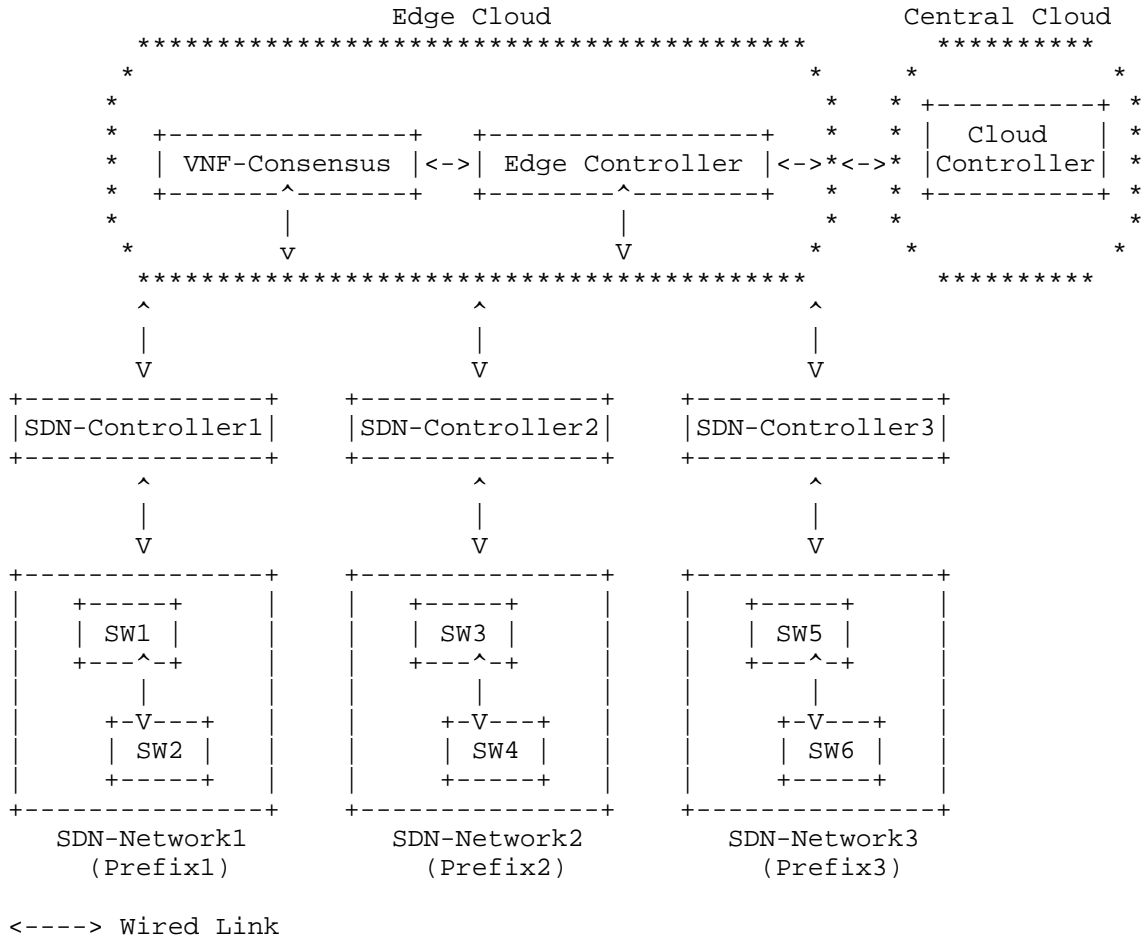 Edge Cloud Central Cloud
VNF-Consensus <-> Edge Controller <-> <-> Cloud Controller
SDN-Controller1 SDN-Controller2 SDN-Controller3
SW1 SW3 SW5
SW2 SW4 SW6
SDN-Network1 SDN-Network2 SDN-Network3
(Prefix1) (Prefix2) (Prefix3)
<----> Wired Link